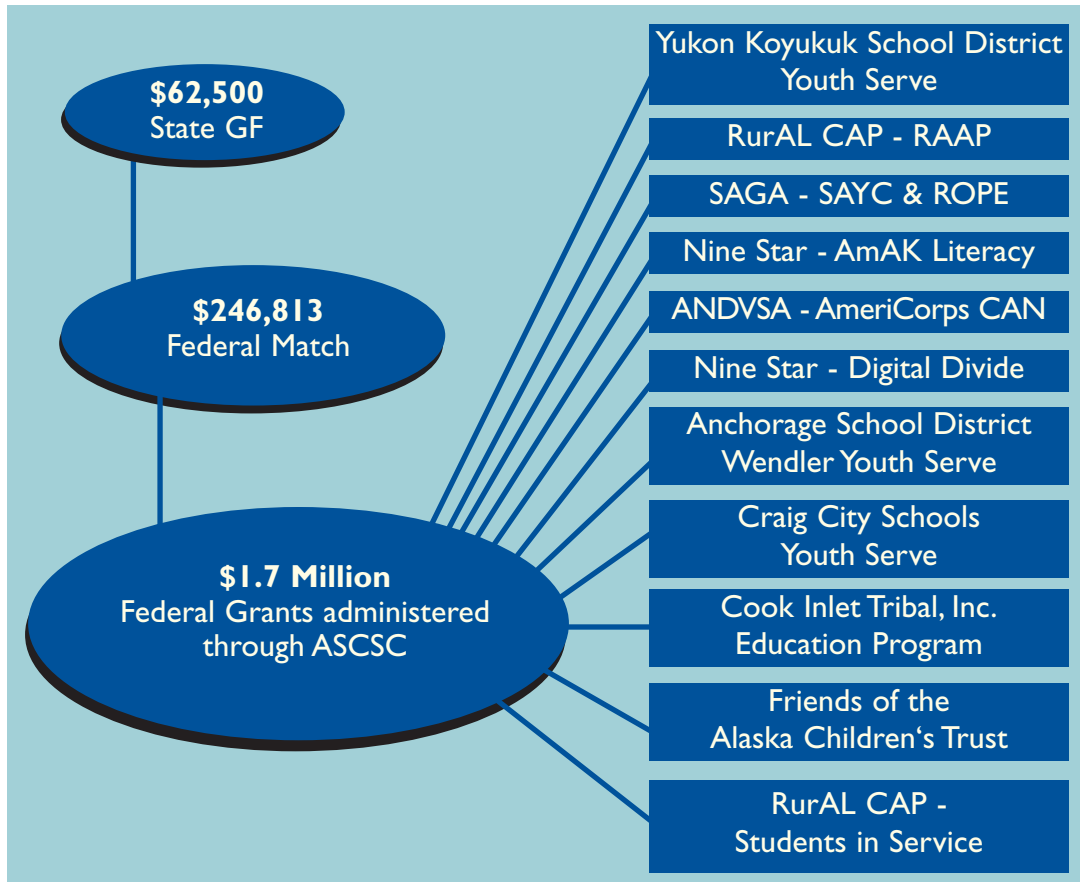 $62,500
State GF
$246,813
Federal Match
$1.7 Million
Federal Grants administered
through ASCSC
Yukon Koyukuk School District
Youth Serve
RurAL CAP - RAAP
SAGA - SAYC & ROPE
Nine Star - AmAK Literacy
ANDVSA - AmeriCorps CAN
Nine Star - Digital Divide
Anchorage School District
Wendler Youth Serve
Craig City Schools
Youth Serve
Cook Inlet Tribal, Inc.
Education Program
Friends of the
Alaska Children‘s Trust
RurAL CAP -
Students in Service